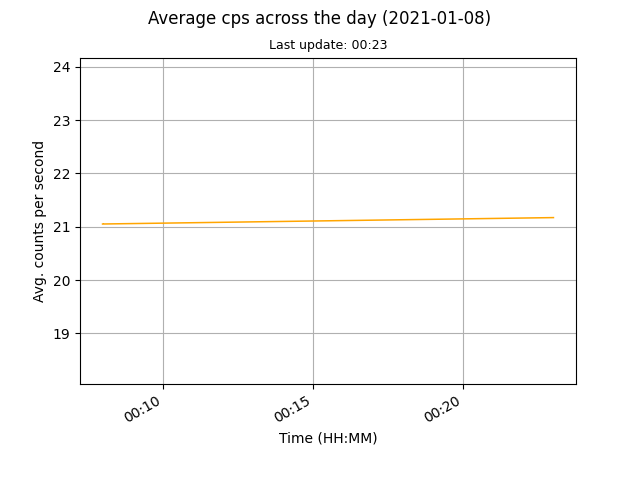 Average cps across the day (2021-01-08)
Last update: 00:23
24
23
22
21
20
19
Avg. counts per second
00:10
00:15
00:20
Time (HH:MM)